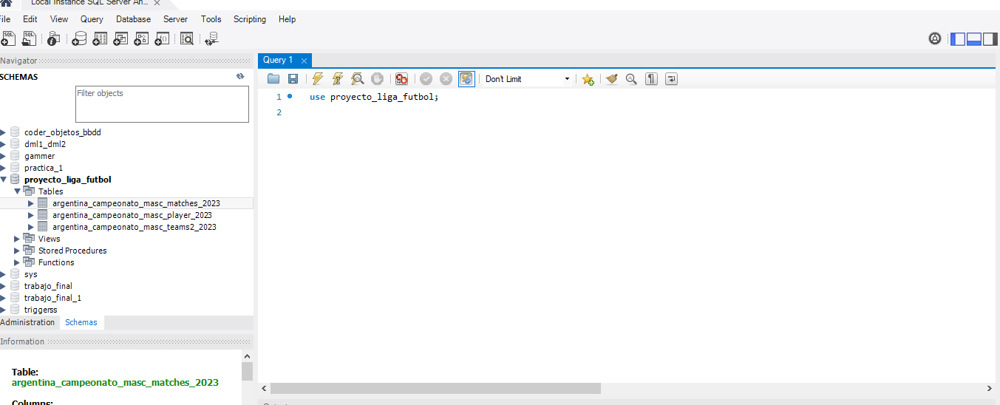 Local Instance SQL Server An...
File Edit View Query Database Server Tools Scripting Help
Navigator
SCHEMAS
Filter objects
coder_objetos_bbdd
dml1_dml2
gammer
practica_1
proyecto_liga_futbol
Tables
argentina_campeonato_masc_matches_2023
argentina_campeonato_masc_player_2023
argentina_campeonato_masc_teams2_2023
Views
Stored Procedures
Functions
sys
trabajo_final
trabajo_final_1
triggerss
Administration Schemas
Information
Table:
argentina_campeonato_masc_matches_2023
Columns:
Query 1
Don't Limit
1 use proyecto_liga_futbol;
2